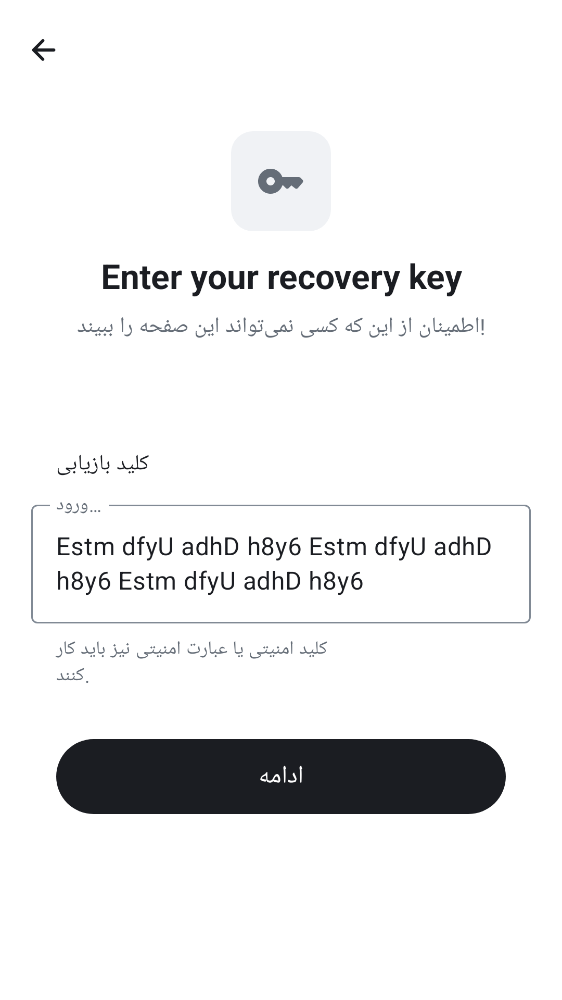 Enter your recovery key
اطمینان از این که کسی نمی‌تواند این صفحه را ببیند!
کلید بازیابی
ورود…
Estm dfyU adhD h8y6 Estm dfyU adhD
h8y6 Estm dfyU adhD h8y6
کلید امنیتی یا عبارت امنیتی نیز باید کار
کنند.
ادامه